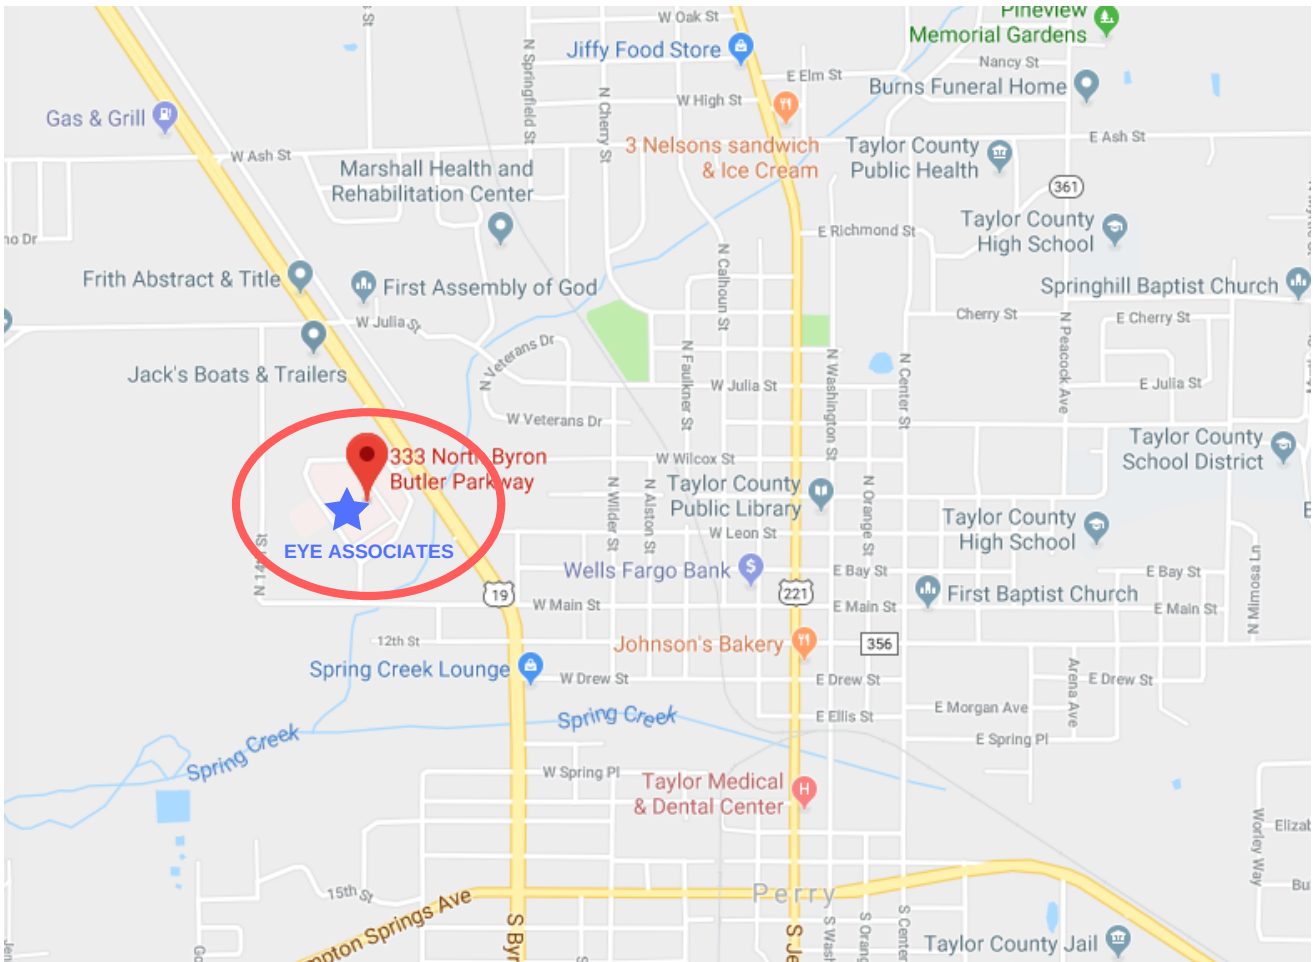 W Oak St
Pineview
Memorial Gardens
Jiffy Food Store
Nancy St
E Elm St
Burns Funeral Home
N Springfield St
N Cherry St
W High St
Gas & Grill
E Ash St
W Ash St
3 Nelsons sandwich
& Ice Cream
Taylor County
Public Health
Marshall Health and
Rehabilitation Center
361
Taylor County
High School
E Richmond St
Frith Abstract & Title
First Assembly of God
N Calhoun St
Springhill Baptist Church
W Julia St
Cherry St
N Peacock Ave
E Cherry St
N Veterans Dr
N Faulkner St
N Washington St
N Center St
Jack's Boats & Trailers
W Julia St
E Julia St
W Veterans Dr
Taylor County
School District
333 North Byron
Butler Parkway
W Wilcox St
Taylor County
Public Library
N Wilder St
N Alston St
N Orange St
Taylor County
High School
W Leon St
EYE ASSOCIATES
N 14th St
Wells Fargo Bank
E Bay St
E Bay St
N Mimosa Ln
19
221
First Baptist Church
W Main St
E Main St
E Main St
12th St
Johnson's Bakery
356
Spring Creek Lounge
W Drew St
E Drew St
Arena Ave
E Drew St
Spring Creek
E Ellis St
E Morgan Ave
Spring Creek
E Spring Pl
W Spring Pl
Taylor Medical
& Dental Center
H
Worley Way
15th St
Perry
Taylor County Jail